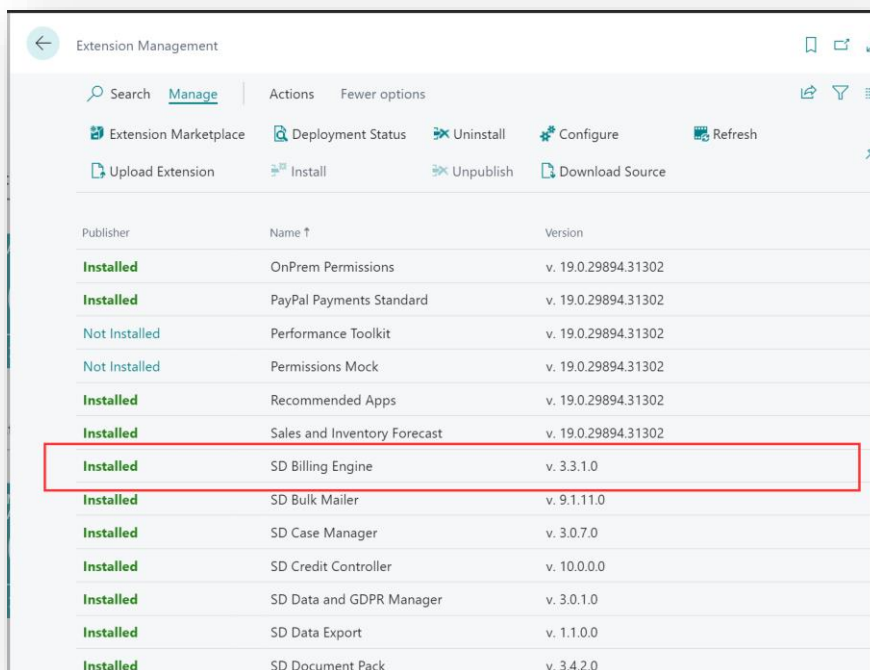 Extension Management
Search Manage Actions Fewer options
Extension Marketplace Deployment Status Uninstall Configure Refresh
Upload Extension Install Unpublish Download Source
Publisher Name ↑ Version
Installed OnPrem Permissions v. 19.0.29894.31302
Installed PayPal Payments Standard v. 19.0.29894.31302
Not Installed Performance Toolkit v. 19.0.29894.31302
Not Installed Permissions Mock v. 19.0.29894.31302
Installed Recommended Apps v. 19.0.29894.31302
Installed Sales and Inventory Forecast v. 19.0.29894.31302
Installed SD Billing Engine v. 3.3.1.0
Installed SD Bulk Mailer v. 9.1.11.0
Installed SD Case Manager v. 3.0.7.0
Installed SD Credit Controller v. 10.0.0.0
Installed SD Data and GDPR Manager v. 3.0.1.0
Installed SD Data Export v. 1.1.0.0
Installed SD Document Pack v. 3.4.2.0